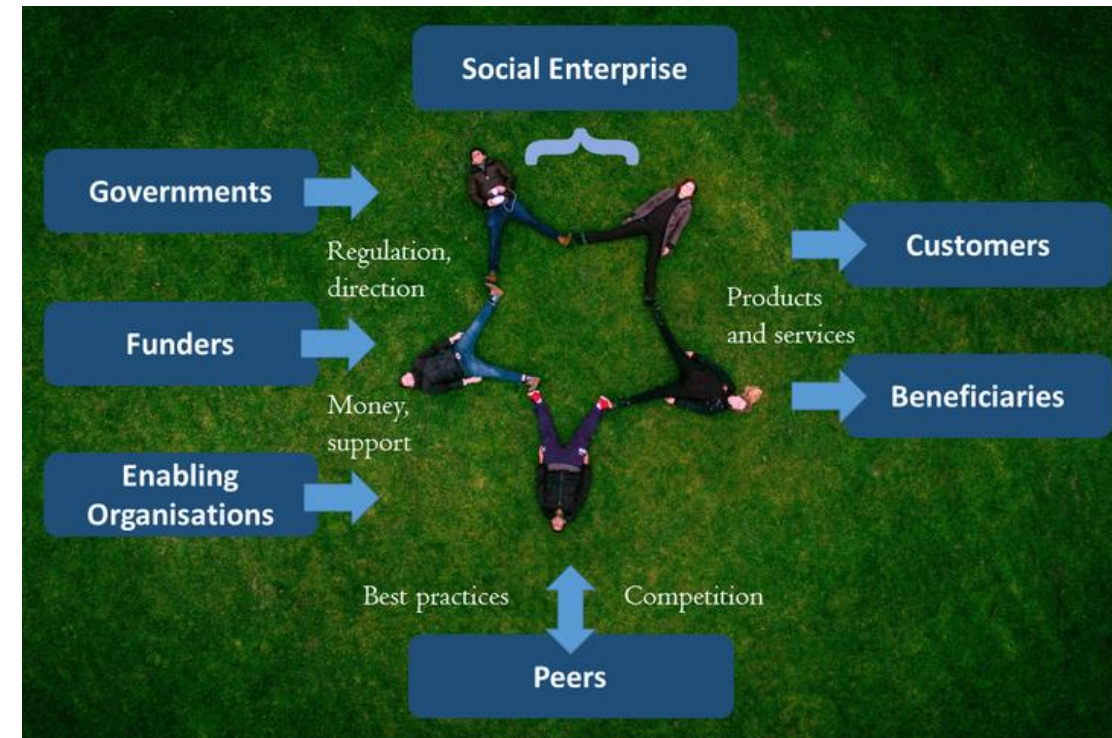 Social Enterprise
Governments
Regulation,
direction
Funders
Money,
support
Enabling
Organisations
Customers
Products
and services
Beneficiaries
Best practices
Competition
Peers